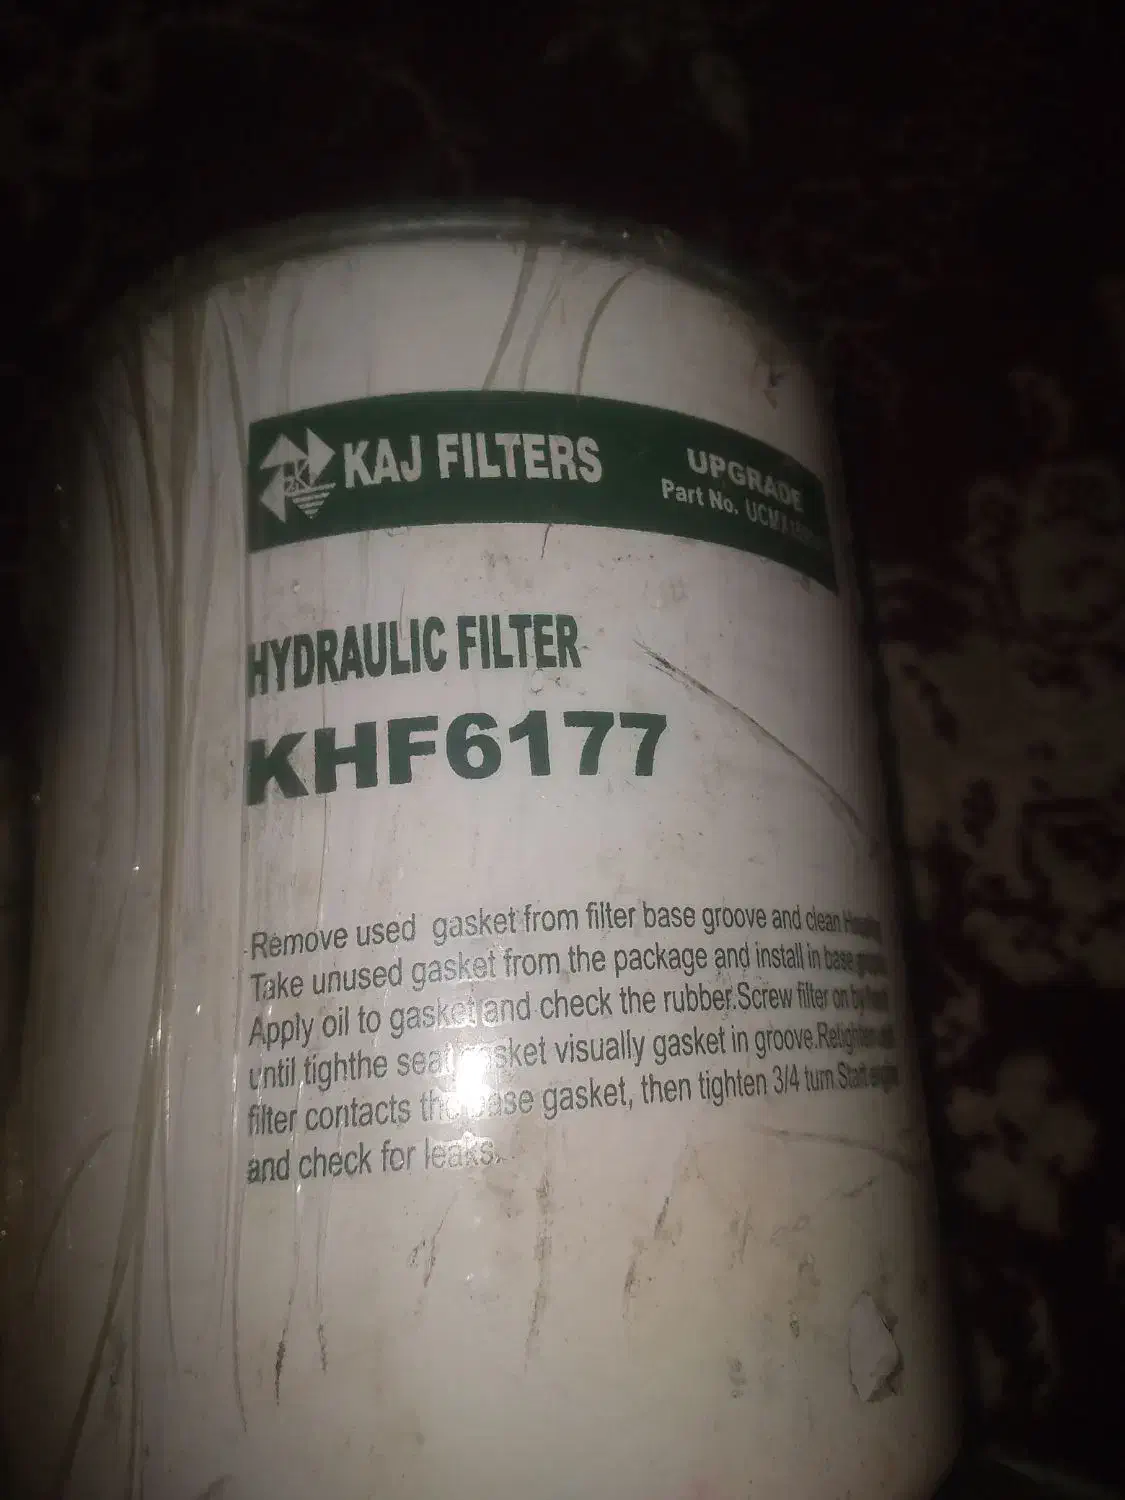 KAJ FILTERS
UPGRADE
Part No.
HYDRAULIC FILTER
KHF6177
Remove used gasket from filter base groove and clean
Take unused gasket from the package and install in base
Apply oil to gasket and check the rubber.Screw filter on by
until tighthe seat gasket visually gasket in groove.Retighten
filter contacts the base gasket, then tighten 3/4 turn.Start
and check for leaks.